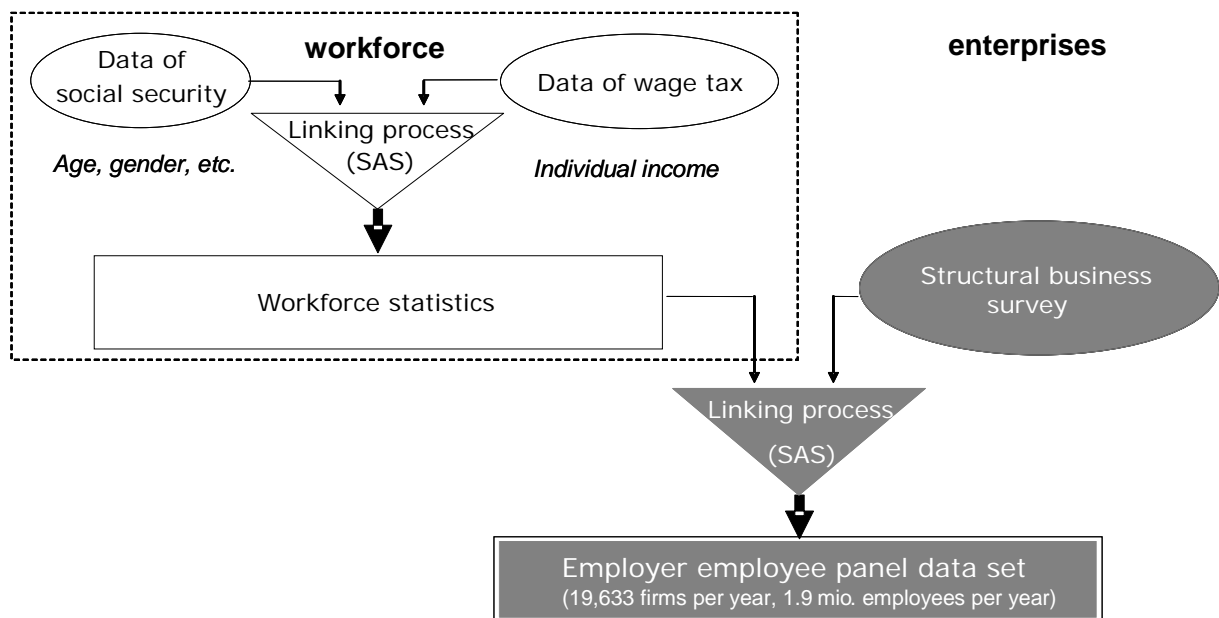 workforce
enterprises
Data of
social security
Data of wage tax
Linking process
(SAS)
Age, gender, etc.
Individual income
Workforce statistics
Structural business
survey
Linking process
(SAS)
Employer employee panel data set
(19,633 firms per year, 1.9 mio. employees per year)